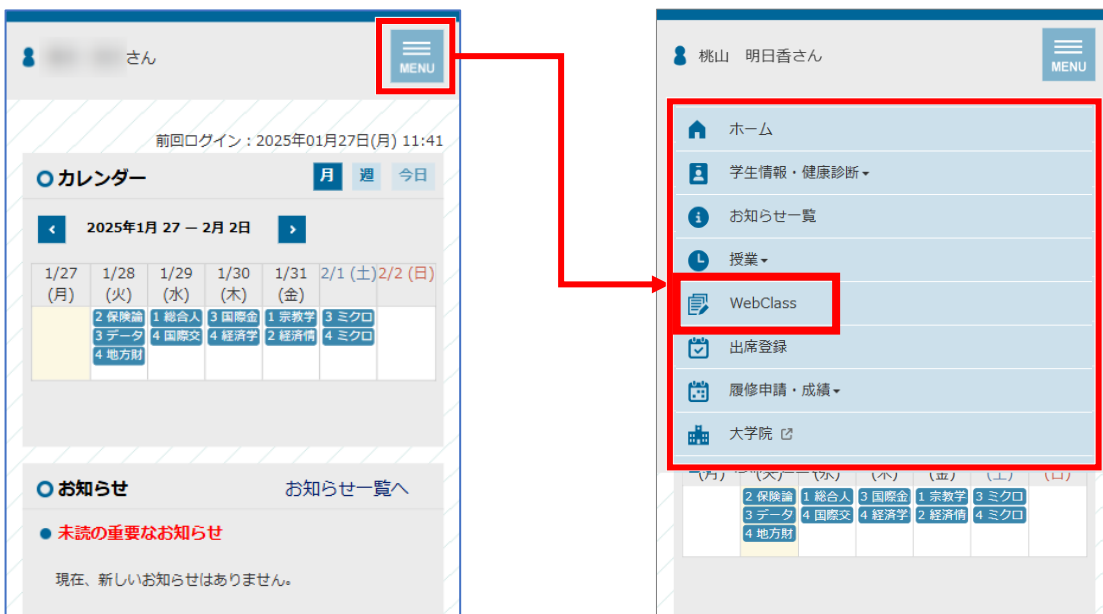 さん
MENU
前回ログイン：2025年01月27日(月) 11:41
カレンダー
月 週 今日
2025年1月 27 － 2月 2日
1/27 1/28 1/29 1/30 1/31 2/1 (土) 2/2 (日)
(月) (火) (水) (木) (金)
2 保険論 1 総合人 3 国際金 1 宗教学 3 ミクロ
3 データ 4 国際交 4 経済学 2 経済情 4 ミクロ
4 地方財
お知らせ
お知らせ一覧へ
未読の重要なお知らせ
現在、新しいお知らせはありません。
桃山 明日香さん
MENU
ホーム
学生情報・健康診断
お知らせ一覧
授業
WebClass
出席登録
履修申請・成績
大学院
(月) (火) (水) (木) (金) (土) (日)
2 保険論 1 総合人 3 国際金 1 宗教学 3 ミクロ
3 データ 4 国際交 4 経済学 2 経済情 4 ミクロ
4 地方財